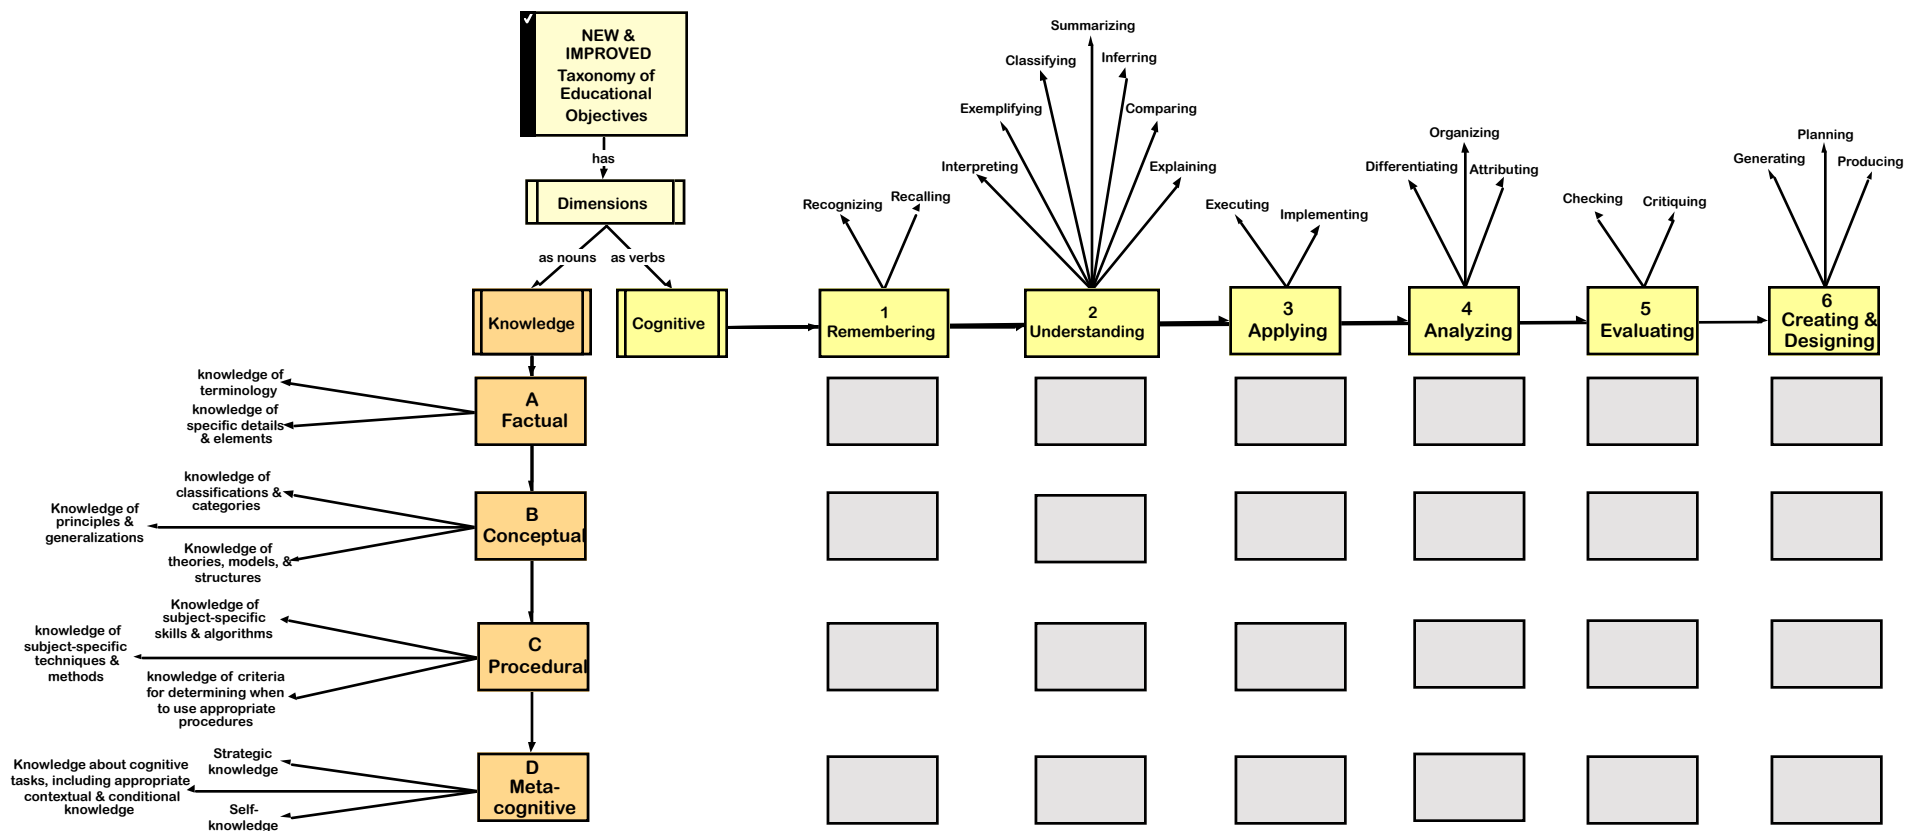 NEW &
IMPROVED
Taxonomy of
Educational
Objectives
has
Dimensions
as nouns
as verbs
Knowledge
Cognitive
1
Remembering
Recognizing
Recalling
2
Understanding
Interpreting
Exemplifying
Classifying
Summarizing
Inferring
Comparing
Explaining
3
Applying
Executing
Implementing
4
Analyzing
Differentiating
Organizing
Attributing
5
Evaluating
Checking
Critiquing
6
Creating &
Designing
Generating
Planning
Producing
A
Factual
knowledge of
terminology
knowledge of
specific details
& elements
B
Conceptual
knowledge of
classifications &
categories
Knowledge of
principles &
generalizations
Knowledge of
theories, models, &
structures
C
Procedural
Knowledge of
subject-specific
skills & algorithms
knowledge of
subject-specific
techniques &
methods
knowledge of criteria
for determining when
to use appropriate
procedures
D
Meta-
cognitive
Strategic
knowledge
Knowledge about cognitive
tasks, including appropriate
contextual & conditional
knowledge
Self-
knowledge